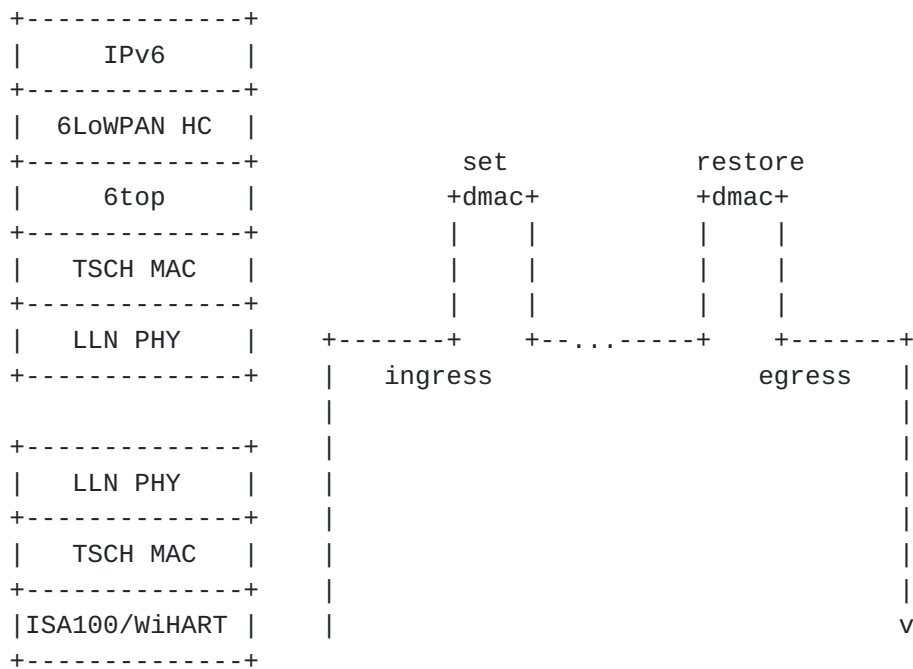 IPv6
6LoWPAN HC
set restore
6top +dmac+ +dmac+
TSCH MAC
LLN PHY ...
ingress egress
LLN PHY
TSCH MAC
ISA100/WiHART v